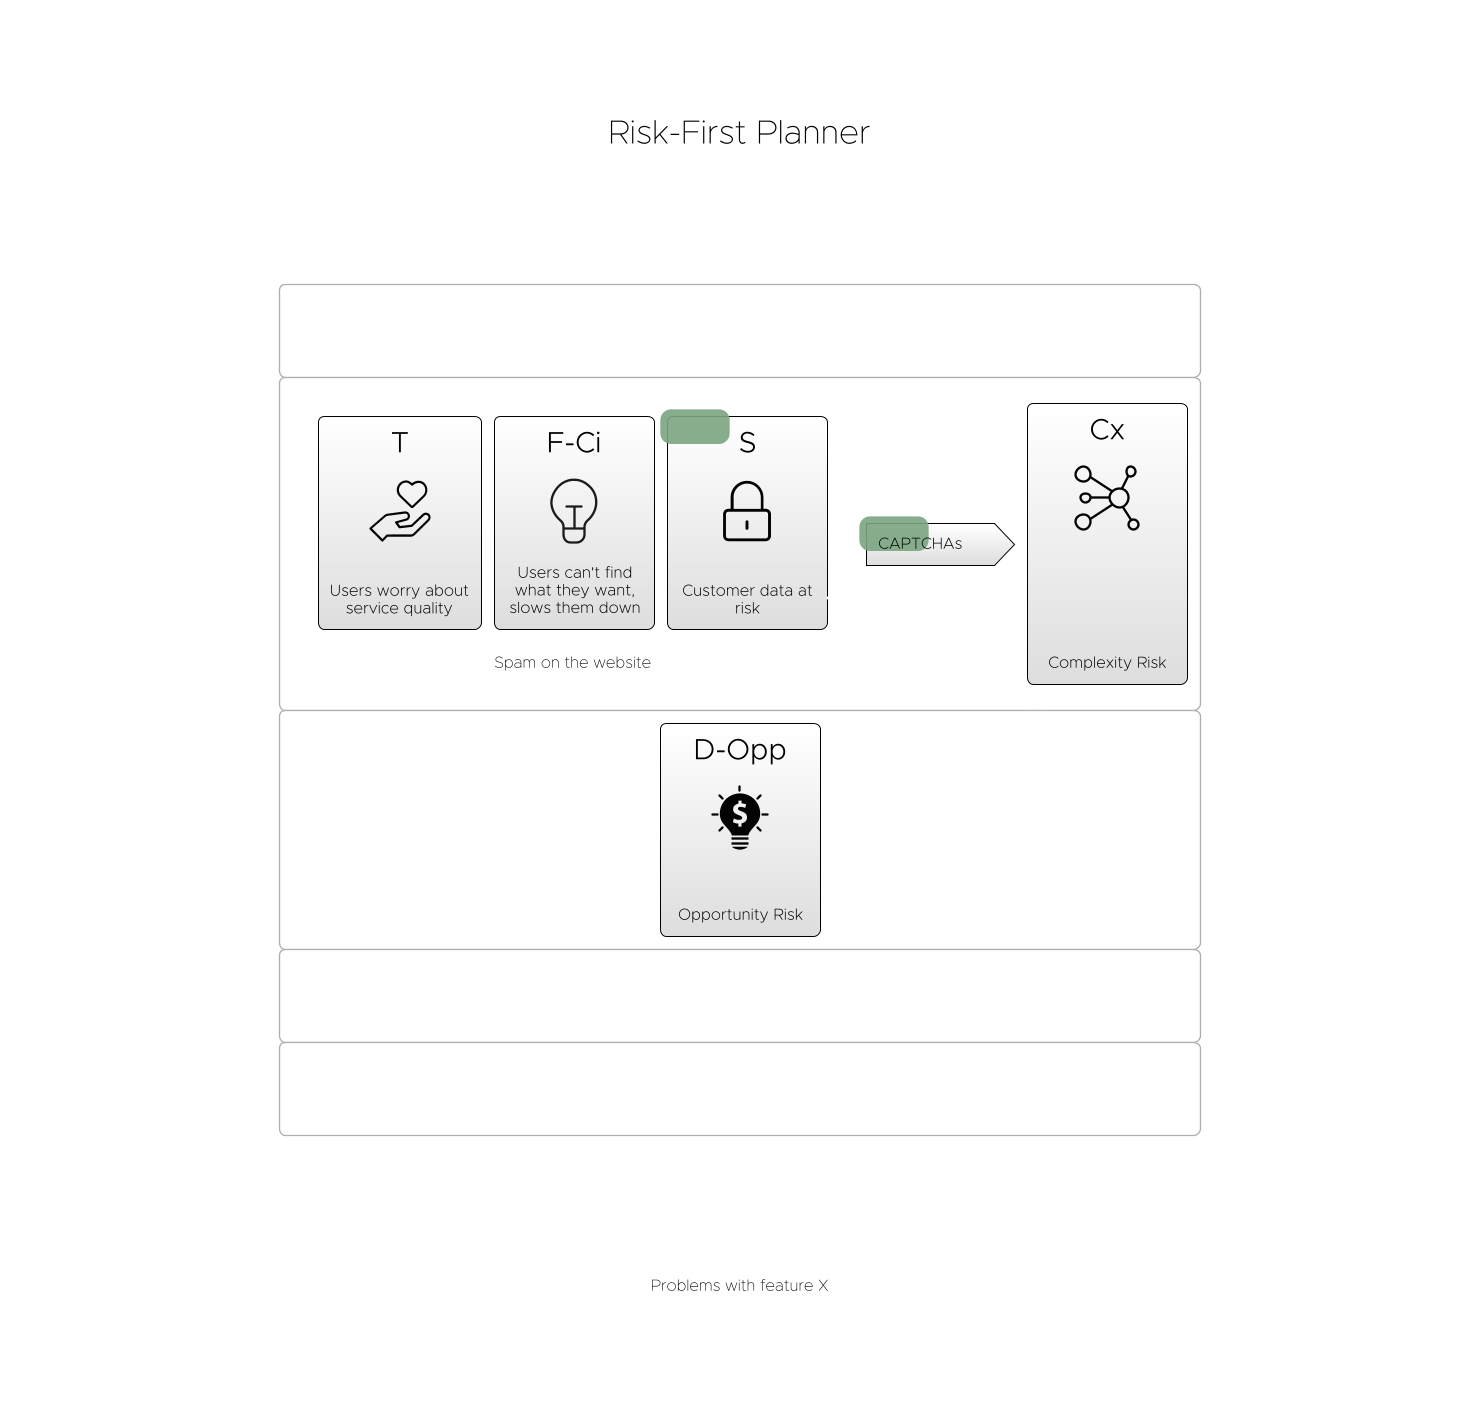 Risk-First Planner
T
Users worry about
service quality
F-Ci
Users can't find
what they want,
slows them down
S
Customer data at
risk
Spam on the website
CAPTCHAs
Cx
Complexity Risk
D-Opp
$
Opportunity Risk
Problems with feature X